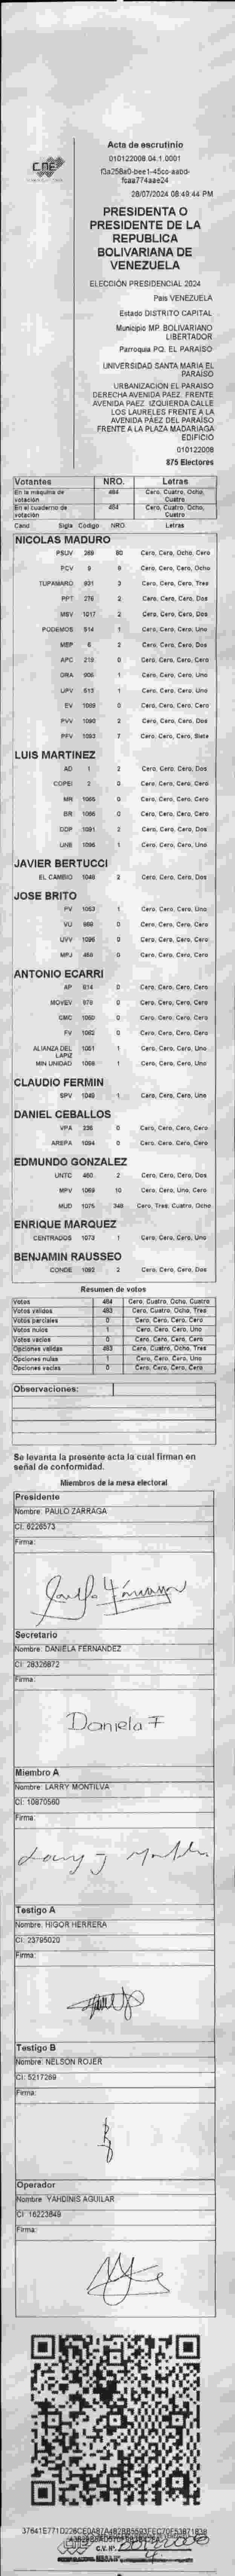 CNE
Acta de escrutinio
010122008.04.1.0001
28/07/2024 08:49:44 PM
PRESIDENTA O
PRESIDENTE DE LA
REPUBLICA
BOLIVARIANA DE
VENEZUELA
ELECCIÓN PRESIDENCIAL 2024
País VENEZUELA
Estado DISTRITO CAPITAL
Municipio MP. BOLIVARIANO
LIBERTADOR
Parroquia PQ. EL PARAISO
UNIVERSIDAD SANTA MARIA EL
PARAÍSO
URBANIZACION EL PARAISO
DERECHA AVENIDA PAEZ. FRENTE
AVENIDA PAEZ. IZQUIERDA CALLE
LOS LAURELES FRENTE A LA
AVENIDA PÁEZ DEL PARAÍSO
FRENTE A LA PLAZA MADARIAGA
EDIFICIO
010122008
875 Electores
Votantes NRO. Letras
En la máquina de votación 484 Cero, Cuatro, Ocho, Cuatro
En el cuaderno de votación Cero, Cuatro, Cuatro
Cand Sigla Código NRO. Letras
NICOLAS MADURO
PSUV 269 80 Cero, Cero, Ocho, Cero
PCV 9 8 Cero, Cero, Cero, Ocho
TUPAMARO 931 3 Cero, Cero, Cero, Tres
PPT 276 2 Cero, Cero, Cero, Dos
MSV 1017 2 Cero, Cero, Cero, Dos
PODEMOS 514 1 Cero, Cero, Cero, Uno
MEP 6 2 Cero, Cero, Cero, Dos
APC 219 0 Cero, Cero, Cero, Cero
ORA 906 1 Cero, Cero, Cero, Uno
UPV 613 1 Cero, Cero, Cero, Uno
EV 1069 0 Cero, Cero, Cero, Cero
PVV 1090 2 Cero, Cero, Cero, Dos
PFV 1093 7 Cero, Cero, Cero, Siete
LUIS MARTINEZ
AD 1 2 Cero, Cero, Cero, Dos
COPEI 2 0 Cero, Cero, Cero, Cero
MR 0 Cero, Cero, Cero, Cero
BR 1066 0 Cero, Cero, Cero, Cero
DDP 1091 2 Cero, Cero, Cero, Dos
UNE 1096 1 Cero, Cero, Cero, Uno
JAVIER BERTUCCI
EL CAMBIO 1048 2 Cero, Cero, Cero, Dos
JOSE BRITO
PV 1053 1 Cero, Cero, Cero, Uno
VU 0 Cero, Cero, Cero, Cero
UVV 1095 0 Cero, Cero, Cero, Cero
MPJ 0 Cero, Cero, Cero, Cero
ANTONIO ECARRI
AP 814 0 Cero, Cero, Cero, Cero
MOVEV 979 0 Cero, Cero, Cero, Cero
CMC 1050 0 Cero, Cero, Cero, Cero
FV 1062 0 Cero, Cero, Cero, Cero
ALIANZA DEL LAPIZ 1051 1 Cero, Cero, Cero, Uno
MIN UNIDAD 1 Cero, Cero, Cero, Uno
CLAUDIO FERMIN
SPV 1049 1 Cero, Cero, Cero, Uno
DANIEL CEBALLOS
VPA 236 0 Cero, Cero, Cero, Cero
AREPA 1094 0 Cero, Cero, Cero, Cero
EDMUNDO GONZALEZ
UNTC 460 2 Cero, Cero, Cero, Dos
MPV 1069 10 Cero, Cero, Uno, Cero
MUD 1075 348 Cero, Tres, Cuatro, Ocho
ENRIQUE MARQUEZ
CENTRADOS 1073 1 Cero, Cero, Cero, Uno
BENJAMIN RAUSSEO
CONDE 1092 2 Cero, Cero, Cero, Dos
Resumen de votos
Votos 484 Cero, Cuatro, Ocho, Cuatro
Votos validos 483 Cero, Cuatro, Ocho, Tres
Votos parciales 0 Cero, Cero, Cero, Cero
Votos nulos 1 Cero, Cero, Cero, Uno
Votos vacios 0 Cero, Cero, Cero, Cero
Opciones validas 483 Cero, Cuatro, Ocho, Tres
Opciones nulas 1 Cero, Cero, Cero, Uno
Opciones vacias 0 Cero, Cero, Cero, Cero
Observaciones:
Se levanta la presente acta la cual firman en
señal de conformidad.
Miembros de la mesa electoral
Presidente
Nombre: PAULO ZARRAGA
CI: 6226573
Firma:
Secretario
Nombre: DANIELA FERNANDEZ
CI: 28326872
Firma:
Daniela F
Miembro A
Nombre: LARRY MONTILVA
CI: 10870560
Firma:
Testigo A
Nombre: HIGOR HERRERA
CI: 23795020
Firma:
Testigo B
Nombre: NELSON ROJER
CI: 5217269
Firma:
Operador
Nombre: YAHDINIS AGUILAR
CI: 16223849
Firma:
C.V. N°.